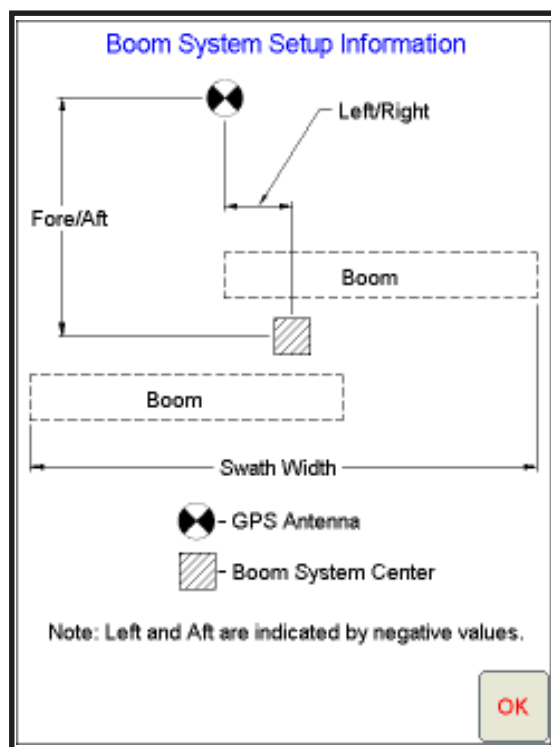 Boom System Setup Information
Left/Right
Fore/Aft
Boom
Boom
Swath Width
- GPS Antenna
- Boom System Center
Note: Left and Aft are indicated by negative values.
OK